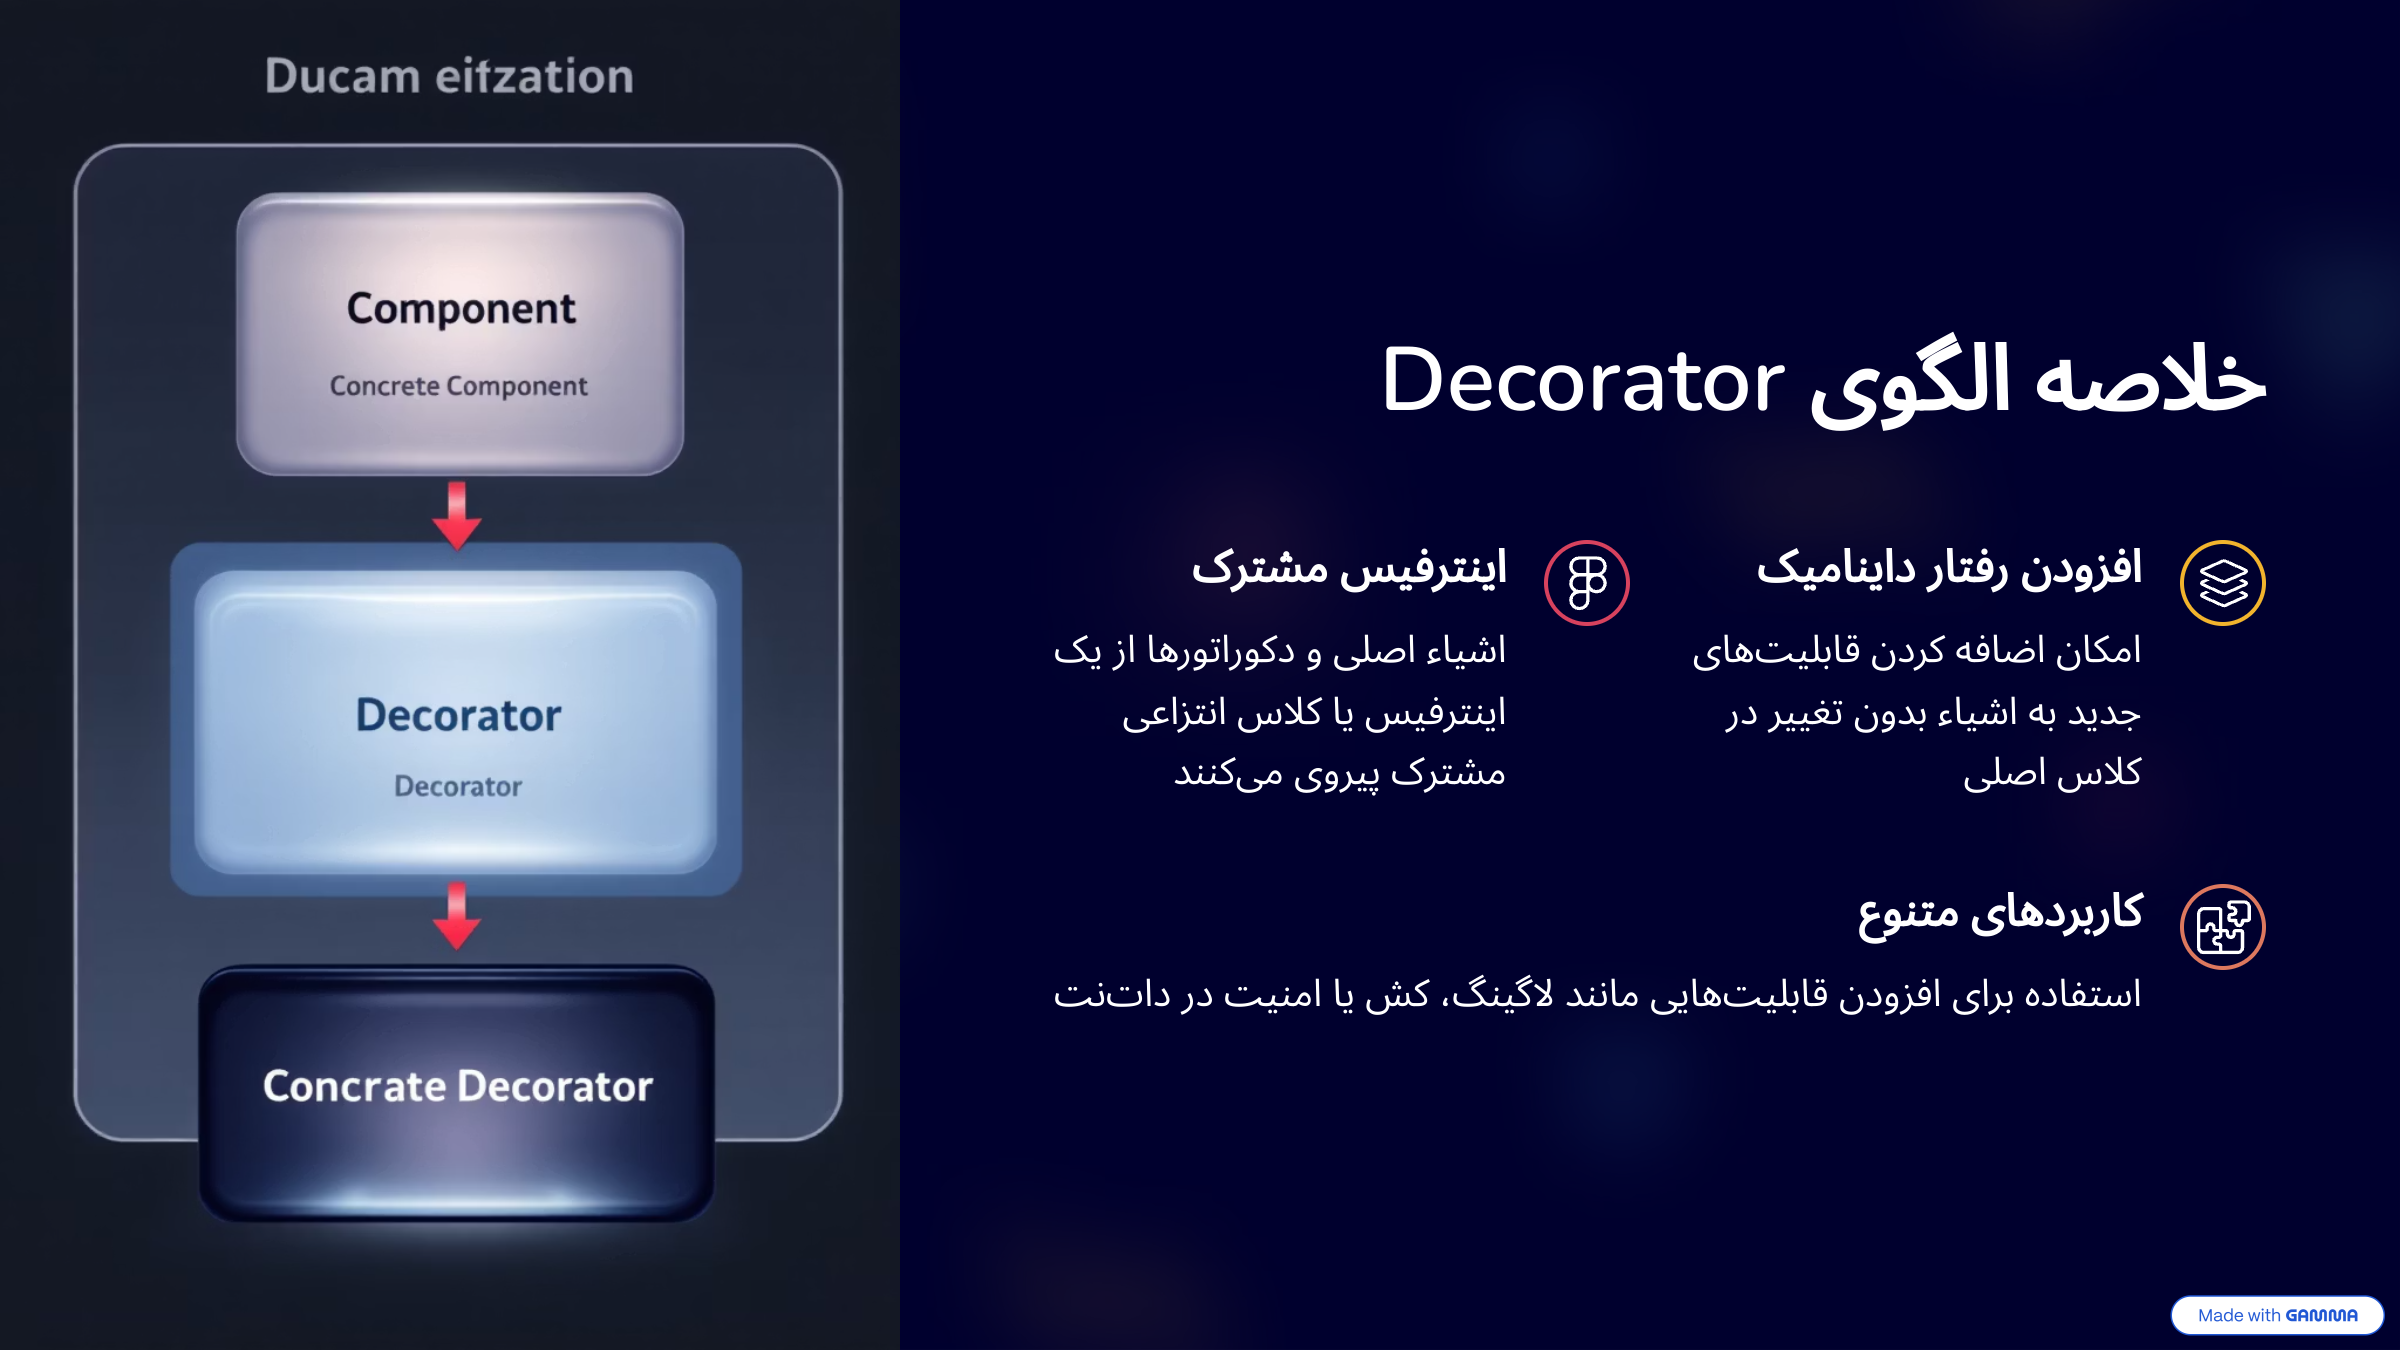 Ducam eifzation
Component
Concrete Component
Decorator
Decorator
Concrate Decorator
خلاصه الگوی Decorator
افزودن رفتار داینامیک
امکان اضافه کردن قابلیت‌های
جدید به اشیاء بدون تغییر در
کلاس اصلی
اینترفیس مشترک
اشیاء اصلی و دکوراتورها از یک
اینترفیس یا کلاس انتزاعی
مشترک پیروی می‌کنند
کاربردهای متنوع
استفاده برای افزودن قابلیت‌هایی مانند لاگینگ، کش یا امنیت در دات‌نت
Made with GAMMA